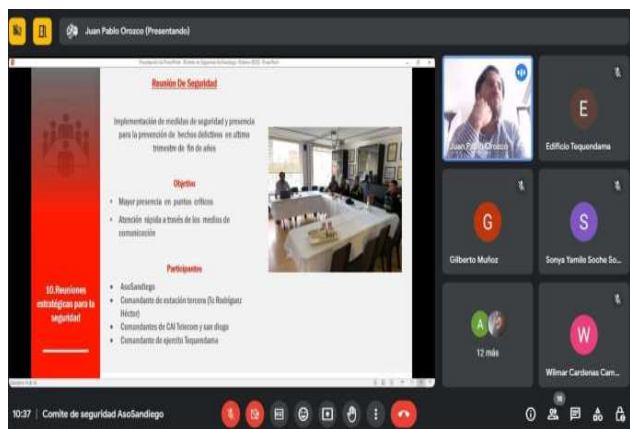 Juan Pablo Orozco (Presentando)
Reunión De Seguridad
Implementación de medidas de seguridad y presencia
para la prevención de hechos delictivos en ultimo
trimestre de fin de años
Objetivo
• Mayor presencia en puntos críticos
• Atención rápida a través de los medios de
comunicación
Participantes
• AsoSandiego
• Comandante de estación tercera (Tc Rodríguez
Héctor)
• Comandantes de CAI Telecom y san diego
• Comandante de ejercito Tequendama
10.Reuniones
estratégicas para la
seguridad
Juan Pablo Orozco
E
Edificio Tequendama
G
Gilberto Muñoz
S
Sonya Yamile Soche So...
A
12 más
W
Wilmar Cardenas Cam...
10:37 | Comite de seguridad AsoSandiego